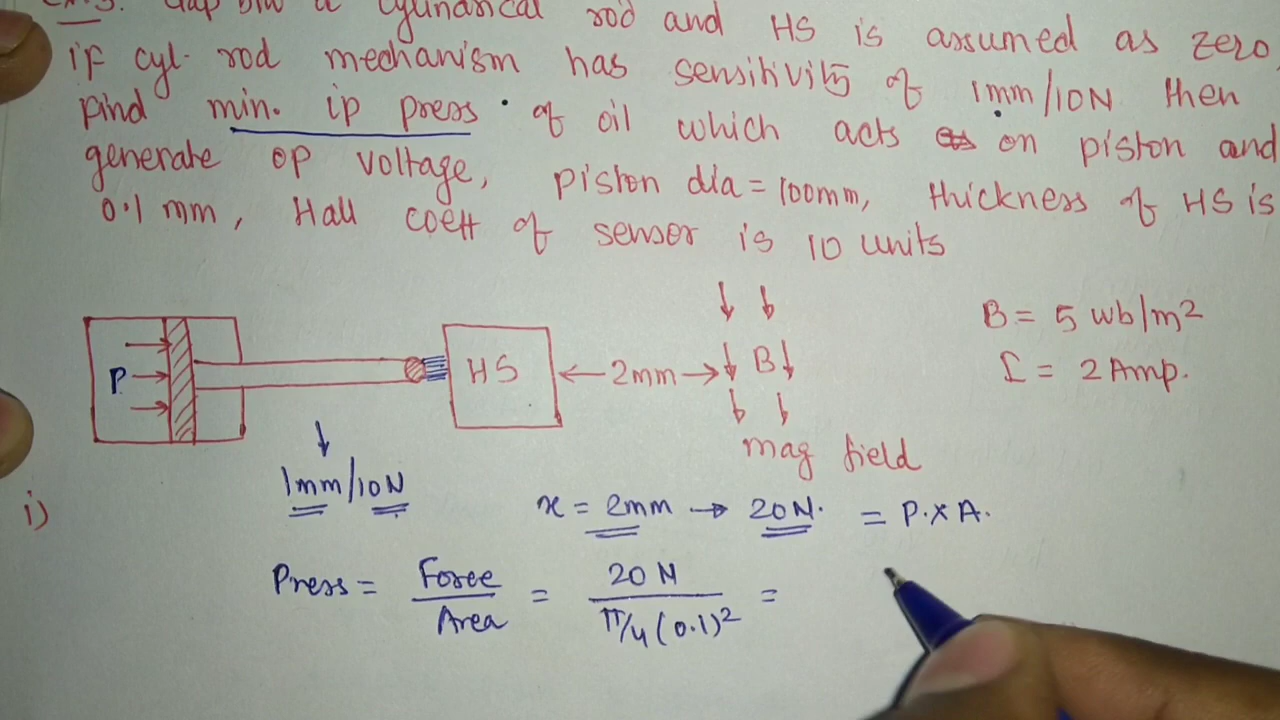 Gap b/w a cylindrical rod and HS is assumed as zero,
if cyl. rod mechanism has sensitivity of 1mm/10N then
find min. ip press. of oil which acts on piston and
generate op voltage, piston dia = 100mm, thickness of HS is
0.1 mm, Hall coeff of sensor is 10 units
B = 5 wb/m²
I = 2 Amp.
P
HS
2mm
B
mag field
1mm/10N
i)
x = 2mm → 20N. = P.×A.
Press = Force/Area = 20 N/π/4(0.1)² =